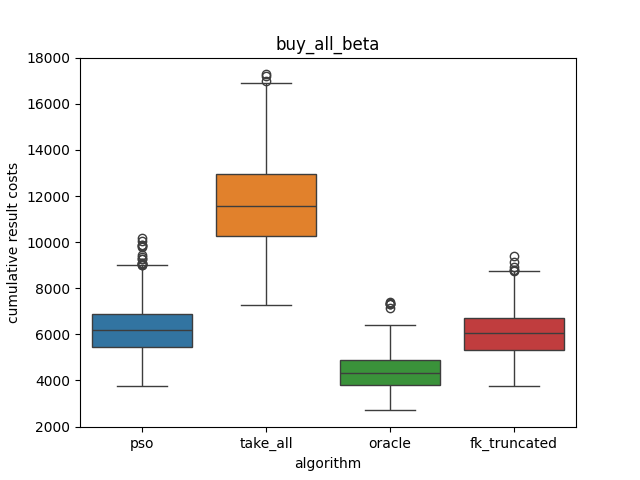 buy_all_beta
18000
16000
14000
12000
10000
8000
6000
4000
2000
cumulative result costs
pso take_all oracle fk_truncated
algorithm